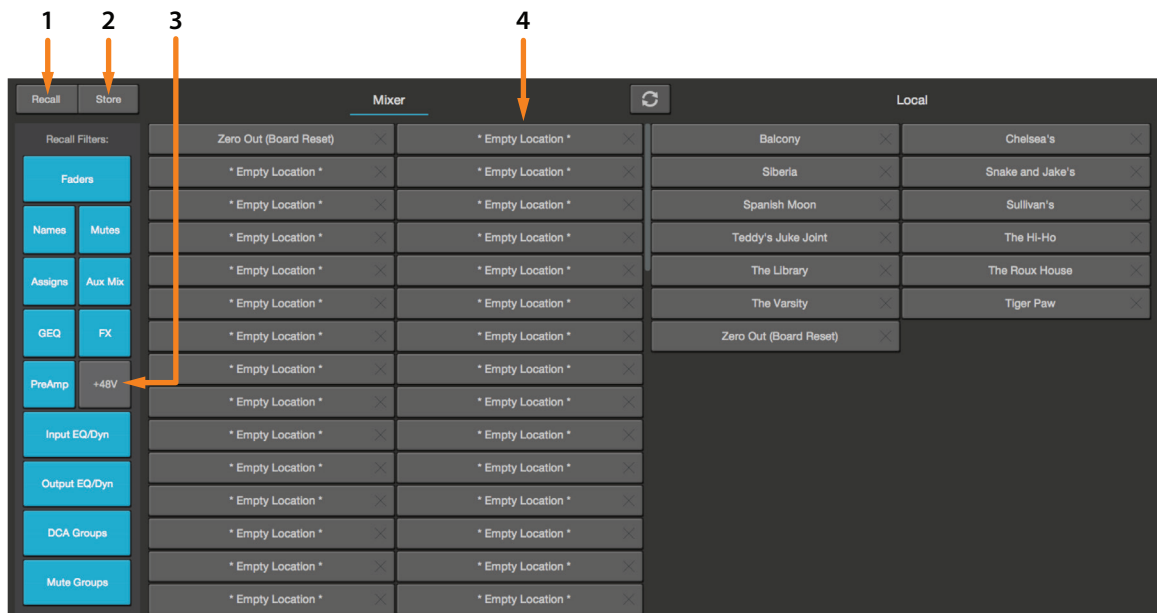 1 2 3 4
Recall Store Mixer Local
Recall Filters: Zero Out (Board Reset) * Empty Location * Balcony Chelsea's
Faders * Empty Location * * Empty Location * Siberia Snake and Jake's
* Empty Location * * Empty Location * Spanish Moon Sullivan's
Names Mutes * Empty Location * * Empty Location * Teddy's Juke Joint The Hi-Ho
Assigns Aux Mix * Empty Location * * Empty Location * The Library The Roux House
* Empty Location * * Empty Location * The Varsity Tiger Paw
GEQ FX * Empty Location * * Empty Location * Zero Out (Board Reset)
* Empty Location * * Empty Location *
PreAmp +48V * Empty Location * * Empty Location *
Input EQ/Dyn * Empty Location * * Empty Location *
* Empty Location * * Empty Location *
Output EQ/Dyn * Empty Location * * Empty Location *
DCA Groups * Empty Location * * Empty Location *
* Empty Location * * Empty Location *
Mute Groups * Empty Location * * Empty Location *